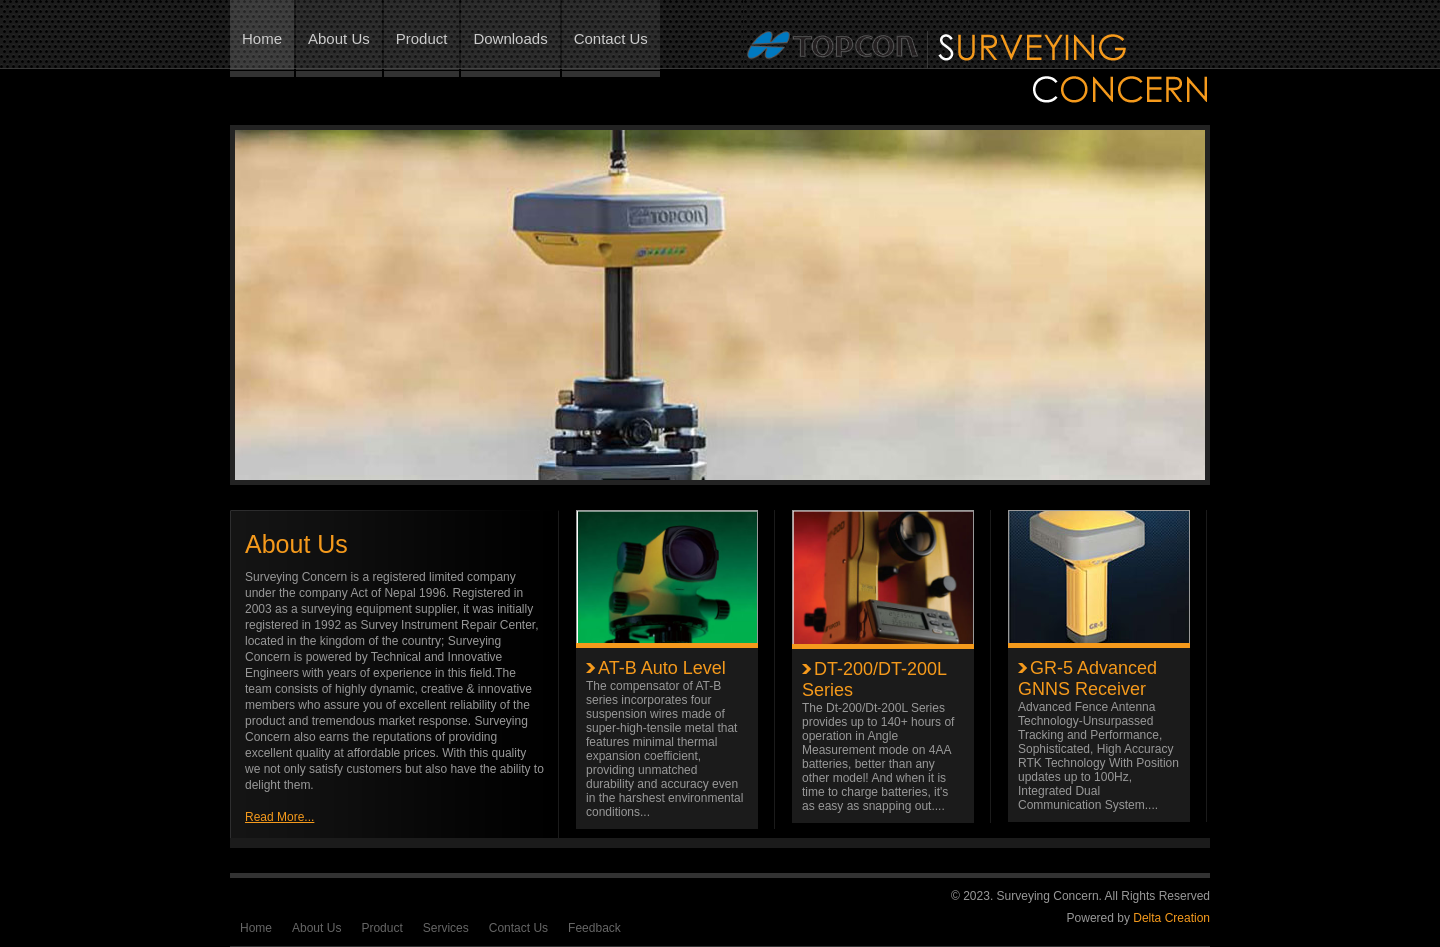 Home About Us Product Downloads Contact Us
TOPCON SURVEYING
CONCERN
TOPCON
About Us
Surveying Concern is a registered limited company
under the company Act of Nepal 1996. Registered in
2003 as a surveying equipment supplier, it was initially
registered in 1992 as Survey Instrument Repair Center,
located in the kingdom of the country; Surveying
Concern is powered by Technical and Innovative
Engineers with years of experience in this field.The
team consists of highly dynamic, creative & innovative
members who assure you of excellent reliability of the
product and tremendous market response. Surveying
Concern also earns the reputations of providing
excellent quality at affordable prices. With this quality
we not only satisfy customers but also have the ability to
delight them.
Read More...
AT-B Auto Level
The compensator of AT-B
series incorporates four
suspension wires made of
super-high-tensile metal that
features minimal thermal
expansion coefficient,
providing unmatched
durability and accuracy even
in the harshest environmental
conditions...
DT-200/DT-200L
Series
The Dt-200/Dt-200L Series
provides up to 140+ hours of
operation in Angle
Measurement mode on 4AA
batteries, better than any
other model! And when it is
time to charge batteries, it's
as easy as snapping out....
GR-5
GR-5 Advanced
GNNS Receiver
Advanced Fence Antenna
Technology-Unsurpassed
Tracking and Performance,
Sophisticated, High Accuracy
RTK Technology With Position
updates up to 100Hz,
Integrated Dual
Communication System....
© 2023. Surveying Concern. All Rights Reserved
Powered by Delta Creation
Home About Us Product Services Contact Us Feedback